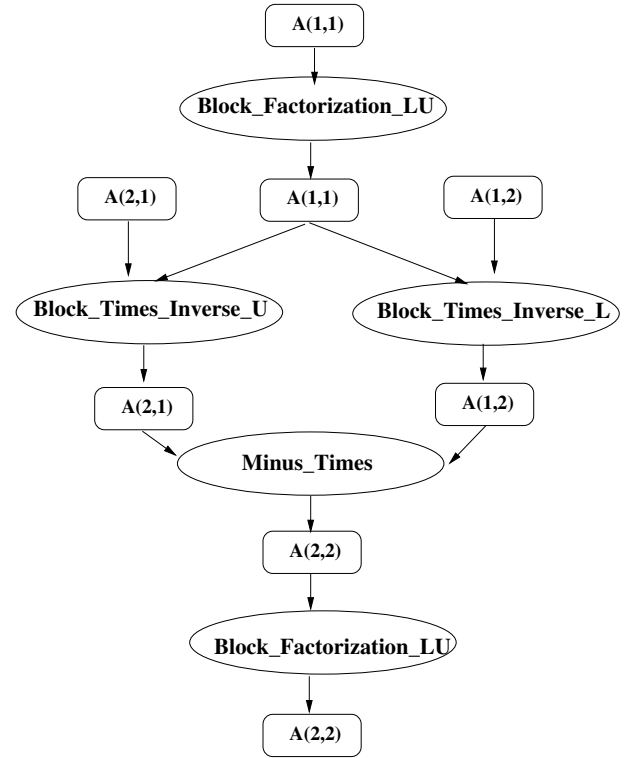 A(1,1)
Block_Factorization_LU
A(2,1)
A(1,1)
A(1,2)
Block_Times_Inverse_U
Block_Times_Inverse_L
A(2,1)
A(1,2)
Minus_Times
A(2,2)
Block_Factorization_LU
A(2,2)